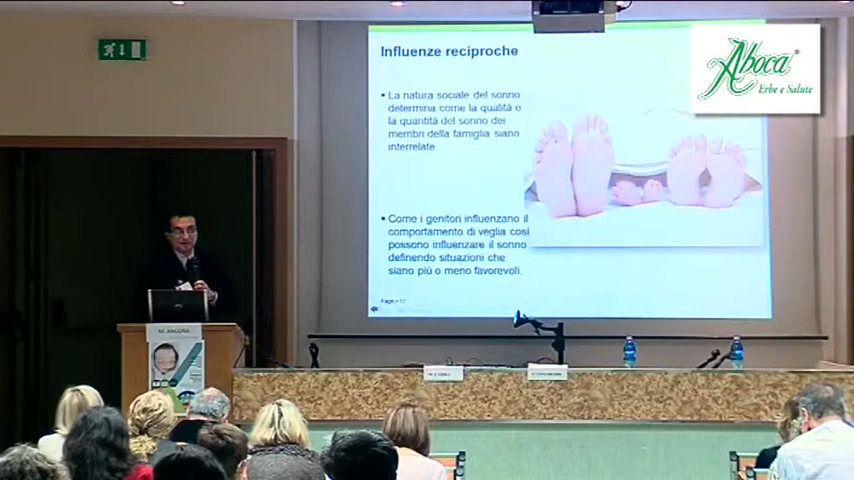 Influenze reciproche
Aboca®
Erbe e Salute
• La natura sociale del sonno
determina come la qualità e
la quantità del sonno dei
membri della famiglia siano
interrelate.
• Come i genitori influenzano il
comportamento di veglia così
possono influenzare il sonno
definendo situazioni che
siano più o meno favorevoli.